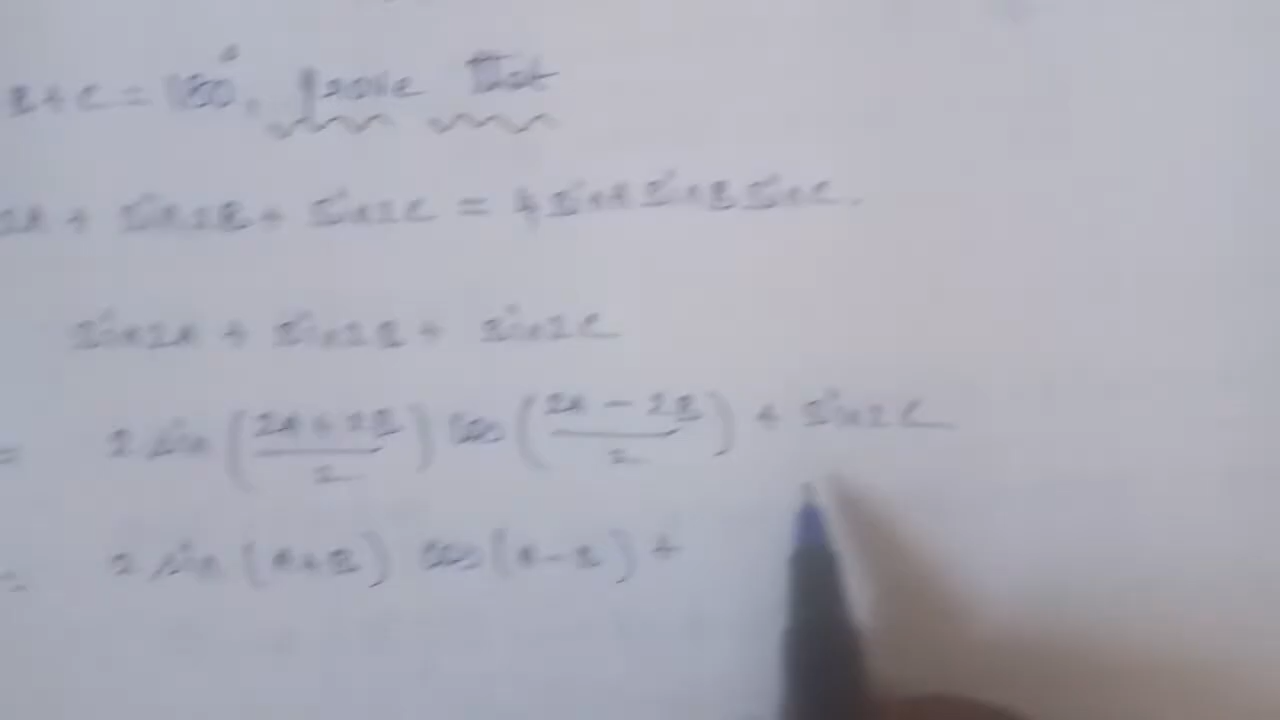 B + C = 180°, prove that
2A + sin2B + sin2C = 4 sinA sinB sinC.
sin2A + sin2B + sin2C
= 2 sin (2A + 2B / 2) cos (2A - 2B / 2) + sin2C
= 2 sin (A+B) cos (A-B) +